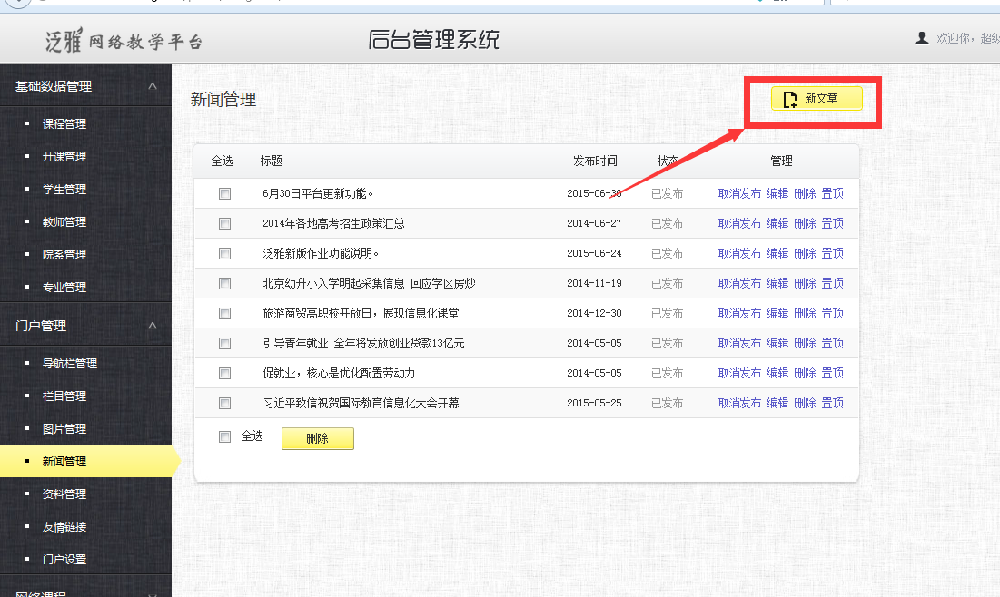 泛雅 网络教学平台
后台管理系统
欢迎你，超级
基础数据管理
课程管理
开课管理
学生管理
教师管理
院系管理
专业管理
门户管理
导航栏管理
栏目管理
图片管理
新闻管理
资料管理
友情链接
门户设置
网络课程
新闻管理
新文章
全选 标题 发布时间 状态 管理
6月30日平台更新功能。 2015-06-30 已发布 取消发布 编辑 删除 置顶
2014年各地高考招生政策汇总 2014-06-27 已发布 取消发布 编辑 删除 置顶
泛雅新版作业功能说明。 2015-06-24 已发布 取消发布 编辑 删除 置顶
北京幼升小入学明起采集信息 回应学区房炒 2014-11-19 已发布 取消发布 编辑 删除 置顶
旅游商贸高职校开放日，展现信息化课堂 2014-12-30 已发布 取消发布 编辑 删除 置顶
引导青年就业 全年将发放创业贷款13亿元 2014-05-05 已发布 取消发布 编辑 删除 置顶
促就业，核心是优化配置劳动力 2014-05-05 已发布 取消发布 编辑 删除 置顶
习近平致信祝贺国际教育信息化大会开幕 2015-05-25 已发布 取消发布 编辑 删除 置顶
全选 删除